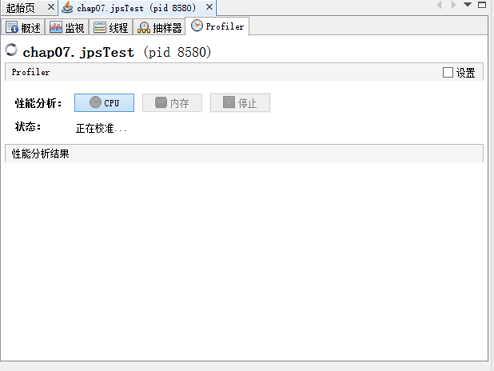 起始页 chap07.jpsTest (pid 8580)
概述 监视 线程 抽样器 Profiler
chap07.jpsTest (pid 8580)
Profiler 设置
性能分析: CPU 内存 停止
状态: 正在校准...
性能分析结果